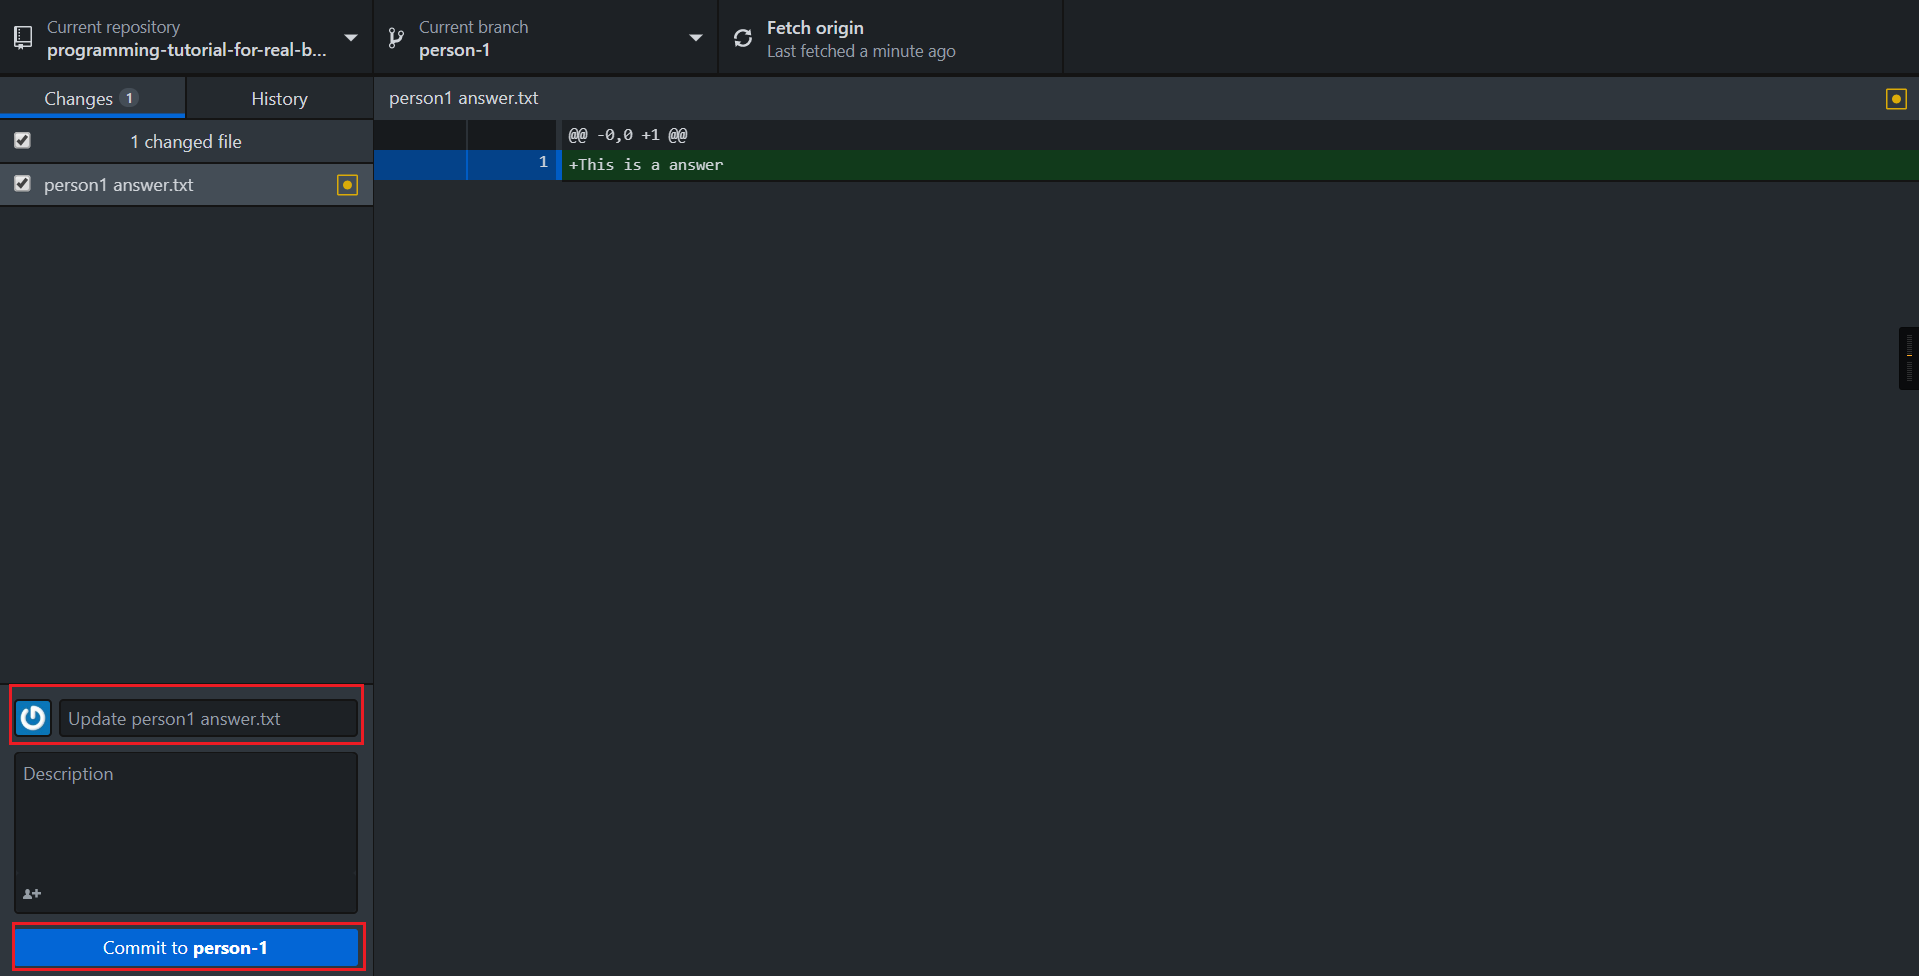 Current repository
programming-tutorial-for-real-b...
Current branch
person-1
Fetch origin
Last fetched a minute ago
Changes 1
History
person1 answer.txt
1 changed file
person1 answer.txt
@@ -0,0 +1 @@
1 +This is a answer
Update person1 answer.txt
Description
Commit to person-1